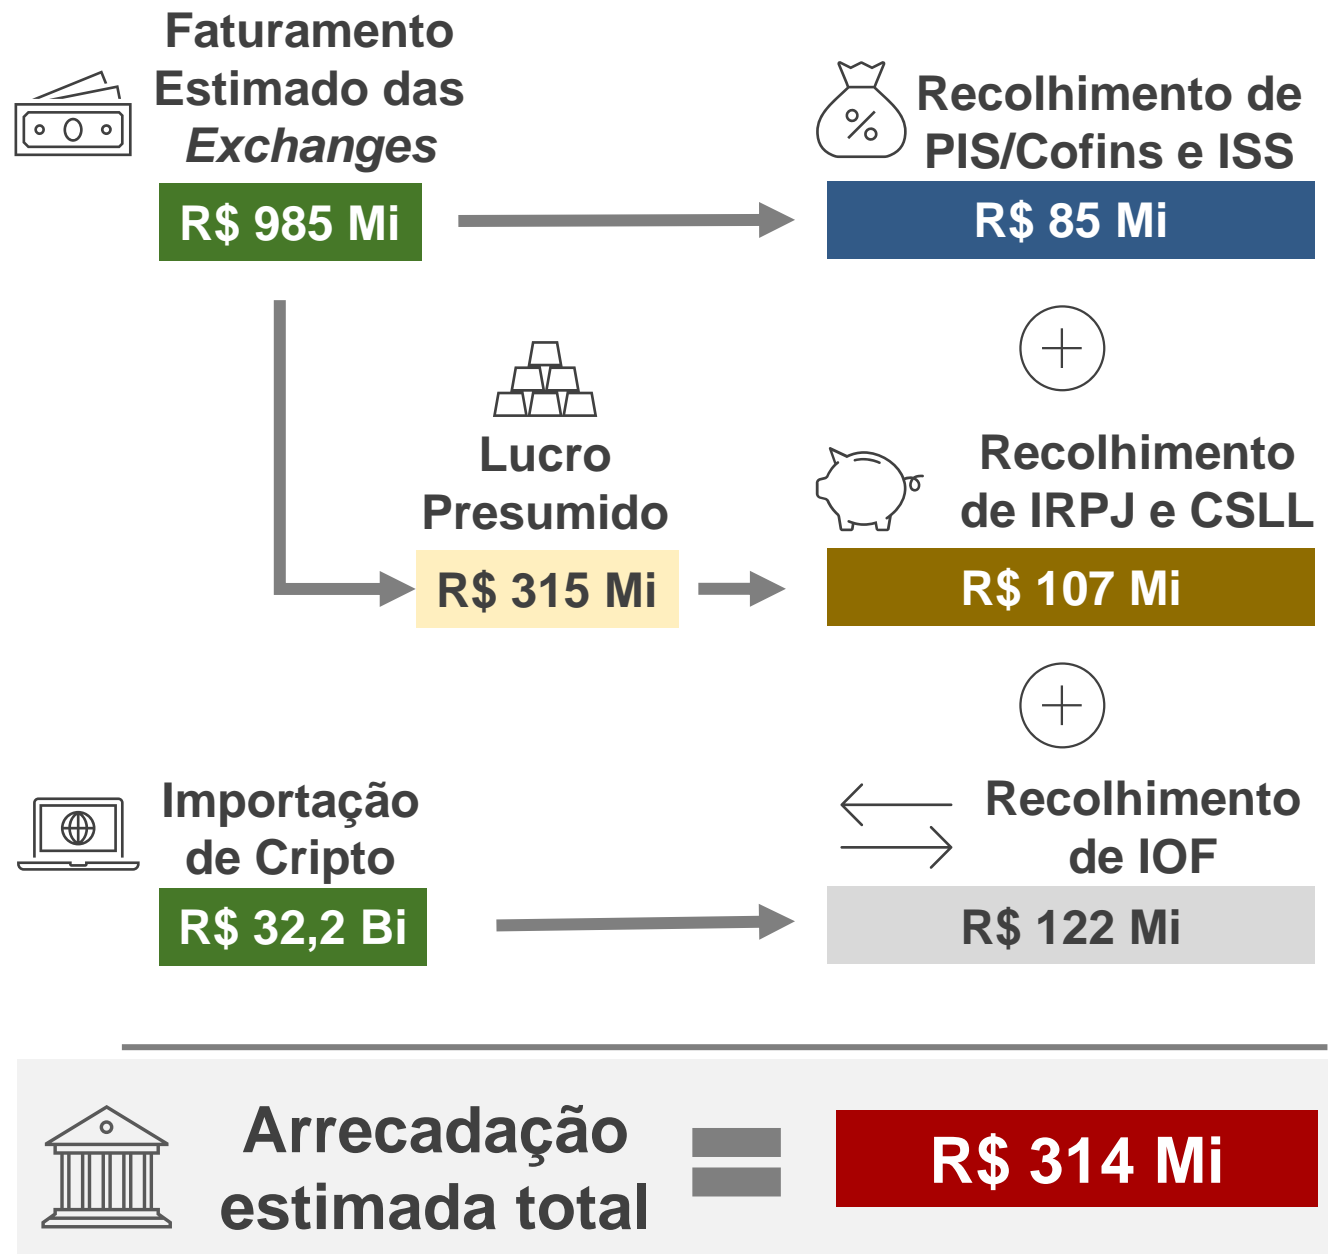 Faturamento
Estimado das
Exchanges
R$ 985 Mi
Recolhimento de
PIS/Cofins e ISS
R$ 85 Mi
Lucro
Presumido
R$ 315 Mi
Recolhimento
de IRPJ e CSLL
R$ 107 Mi
Importação
de Cripto
R$ 32,2 Bi
Recolhimento
de IOF
R$ 122 Mi
Arrecadação
estimada total
R$ 314 Mi